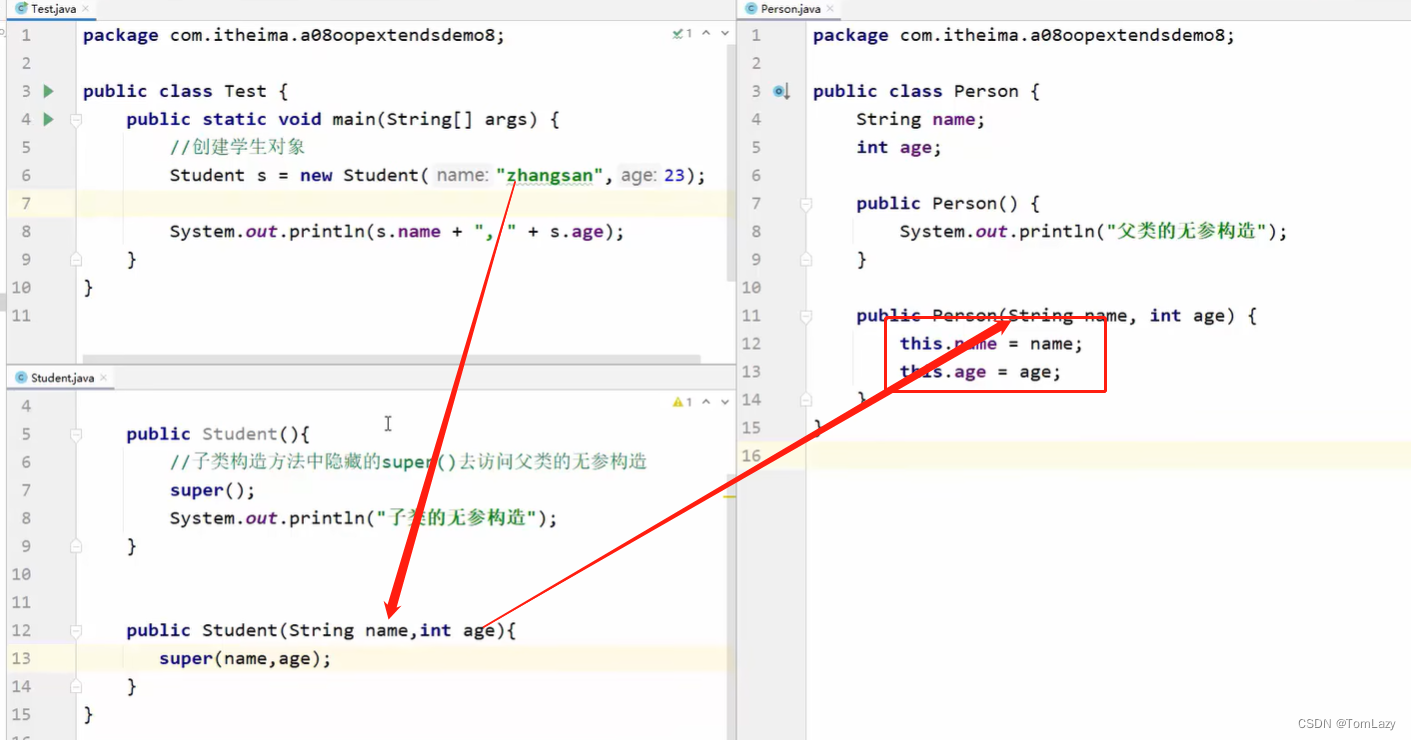 Test.java
1 package com.itheima.a08oopextendsdemo8;
2
3 public class Test {
4 public static void main(String[] args) {
5 //创建学生对象
6 Student s = new Student( name: "zhangsan", age: 23);
7
8 System.out.println(s.name + ", " + s.age);
9 }
10 }
11
1
Student.java
4
5 public Student(){
6 //子类构造方法中隐藏的super()去访问父类的无参构造
7 super();
8 System.out.println("子类的无参构造");
9 }
10
11
12 public Student(String name,int age){
13 super(name,age);
14 }
15 }
1
Person.java
1 package com.itheima.a08oopextendsdemo8;
2
3 public class Person {
4 String name;
5 int age;
6
7 public Person() {
8 System.out.println("父类的无参构造");
9 }
10
11 public Person(String name, int age) {
12 this.name = name;
13 this.age = age;
14 }
15 }
16
CSDN @TomLazy